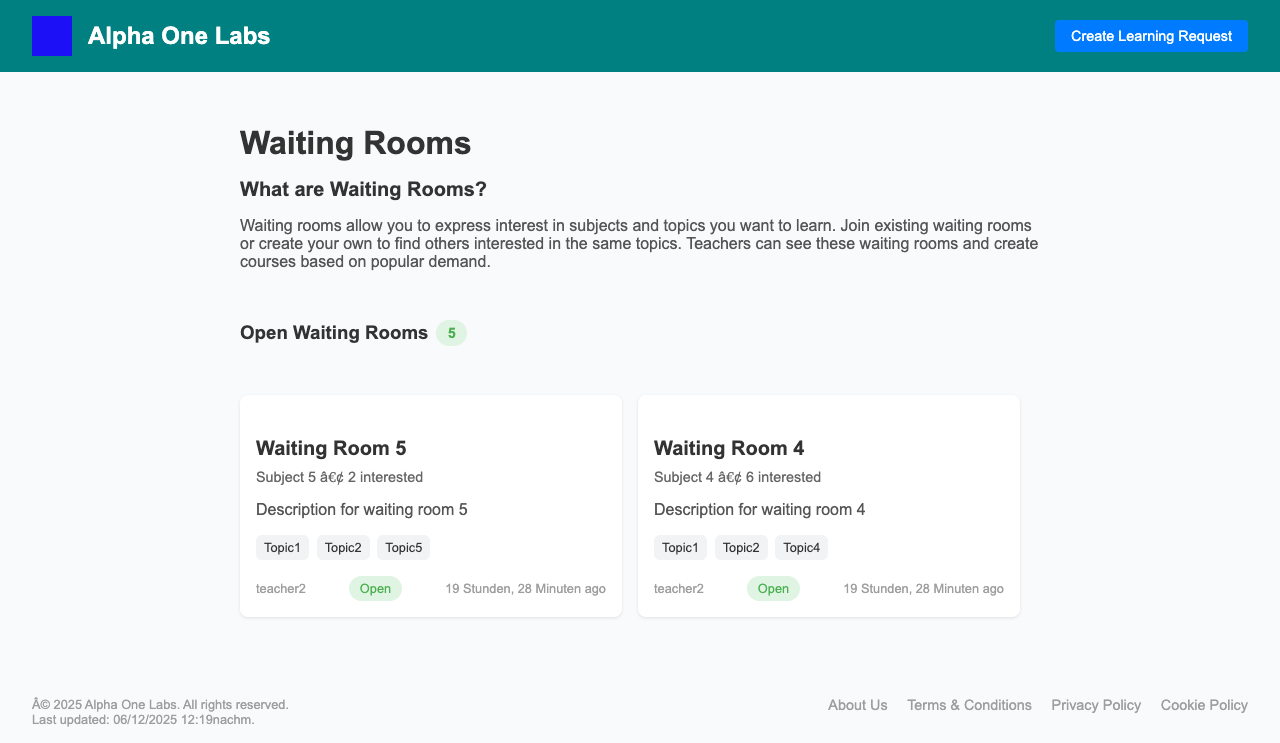 Alpha One Labs
Create Learning Request
Waiting Rooms
What are Waiting Rooms?
Waiting rooms allow you to express interest in subjects and topics you want to learn. Join existing waiting rooms
or create your own to find others interested in the same topics. Teachers can see these waiting rooms and create
courses based on popular demand.
Open Waiting Rooms 5
Waiting Room 5
Subject 5 â€¢ 2 interested
Description for waiting room 5
Topic1 Topic2 Topic5
teacher2 Open 19 Stunden, 28 Minuten ago
Waiting Room 4
Subject 4 â€¢ 6 interested
Description for waiting room 4
Topic1 Topic2 Topic4
teacher2 Open 19 Stunden, 28 Minuten ago
Â© 2025 Alpha One Labs. All rights reserved.
Last updated: 06/12/2025 12:19nachm.
About Us Terms & Conditions Privacy Policy Cookie Policy